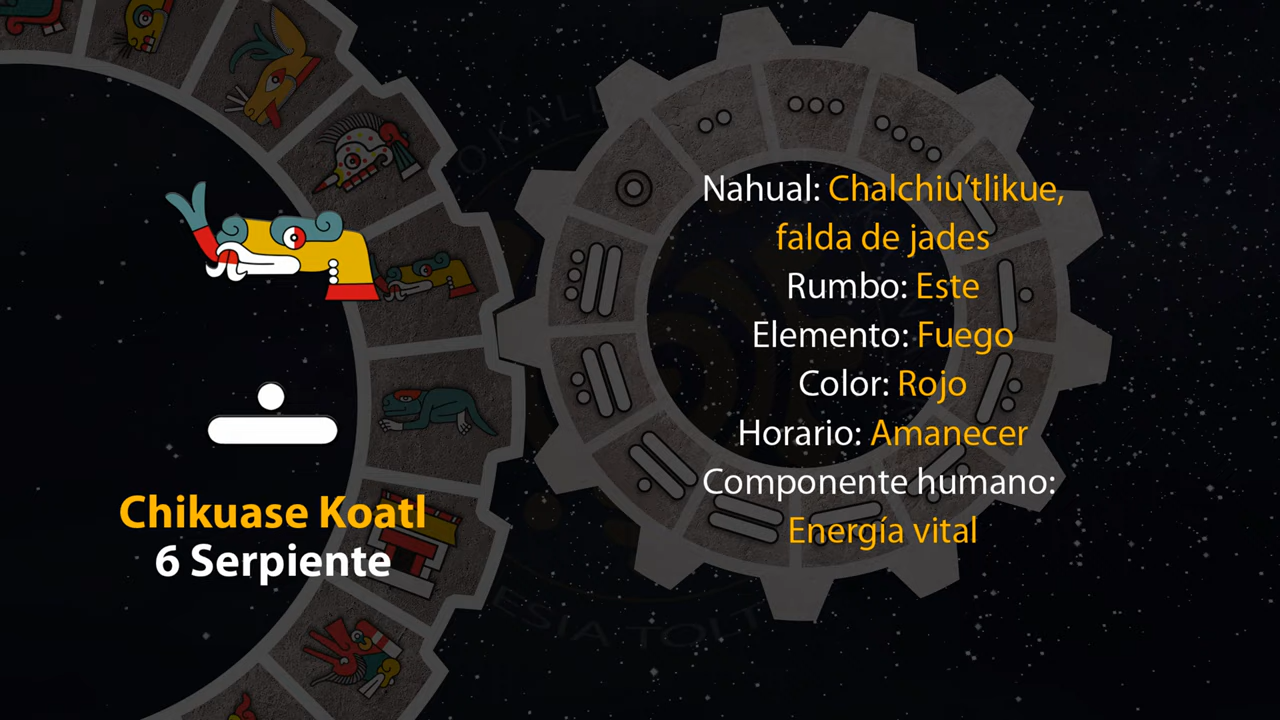 Chikuase Koatl
6 Serpiente
Nahual: Chalchiu’tlikue,
falda de jades
Rumbo: Este
Elemento: Fuego
Color: Rojo
Horario: Amanecer
Componente humano:
Energía vital